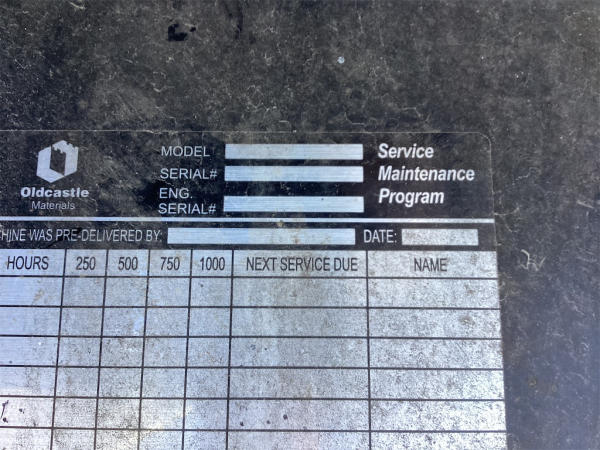 MODEL
SERIAL#
ENG.
SERIAL#
Service
Maintenance
Program
Oldcastle
Materials
HINE WAS PRE-DELIVERED BY: DATE:
HOURS 250 500 750 1000 NEXT SERVICE DUE NAME